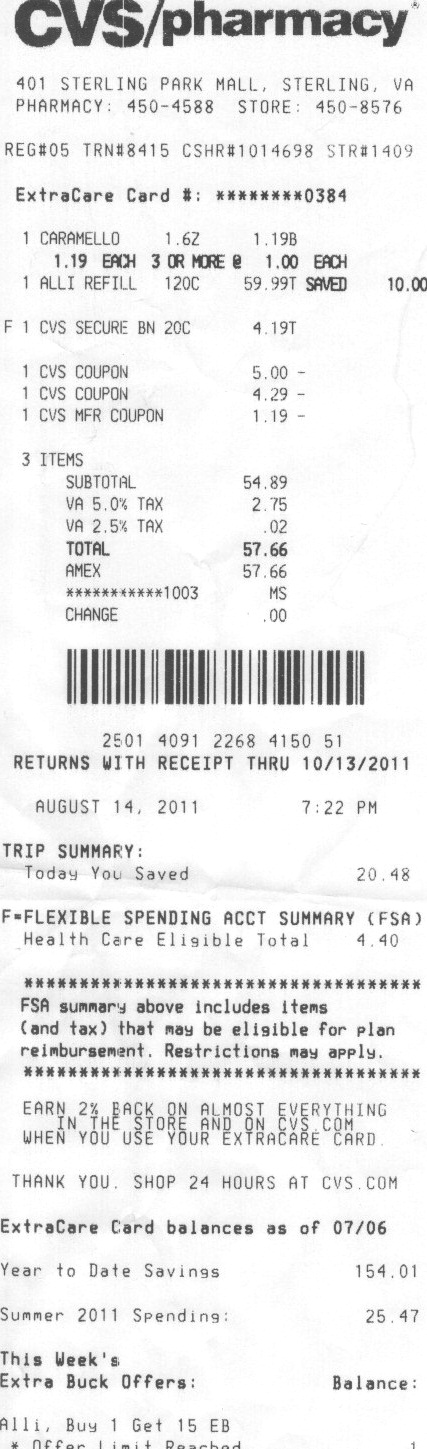 CVS/pharmacy®
401 STERLING PARK MALL, STERLING, VA
PHARMACY: 450-4588 STORE: 450-8576
REG#05 TRN#8415 CSHR#1014698 STR#1409
ExtraCare Card #: ********0384
1 CARAMELLO 1.6Z 1.19B
1.19 EACH 3 OR MORE @ 1.00 EACH
1 ALLI REFILL 120C 59.99T SAVED 10.00
F 1 CVS SECURE BN 20C 4.19T
1 CVS COUPON 5.00 -
1 CVS COUPON 4.29 -
1 CVS MFR COUPON 1.19 -
3 ITEMS
SUBTOTAL 54.89
VA 5.0% TAX 2.75
VA 2.5% TAX .02
TOTAL 57.66
AMEX 57.66
***********1003 MS
CHANGE .00
2501 4091 2268 4150 51
RETURNS WITH RECEIPT THRU 10/13/2011
AUGUST 14, 2011 7:22 PM
TRIP SUMMARY:
Today You Saved 20.48
F=FLEXIBLE SPENDING ACCT SUMMARY (FSA)
Health Care Eligible Total 4.40
************************************
FSA summary above includes items
(and tax) that may be eligible for plan
reimbursement. Restrictions may apply.
************************************
EARN 2% BACK ON ALMOST EVERYTHING
IN THE STORE AND ON CVS.COM
WHEN YOU USE YOUR EXTRACARE CARD.
THANK YOU. SHOP 24 HOURS AT CVS.COM
ExtraCare Card balances as of 07/06
Year to Date Savings 154.01
Summer 2011 Spending: 25.47
This Week's
Extra Buck Offers: Balance:
Alli, Buy 1 Get 15 EB
* Offer Limit Reached 1